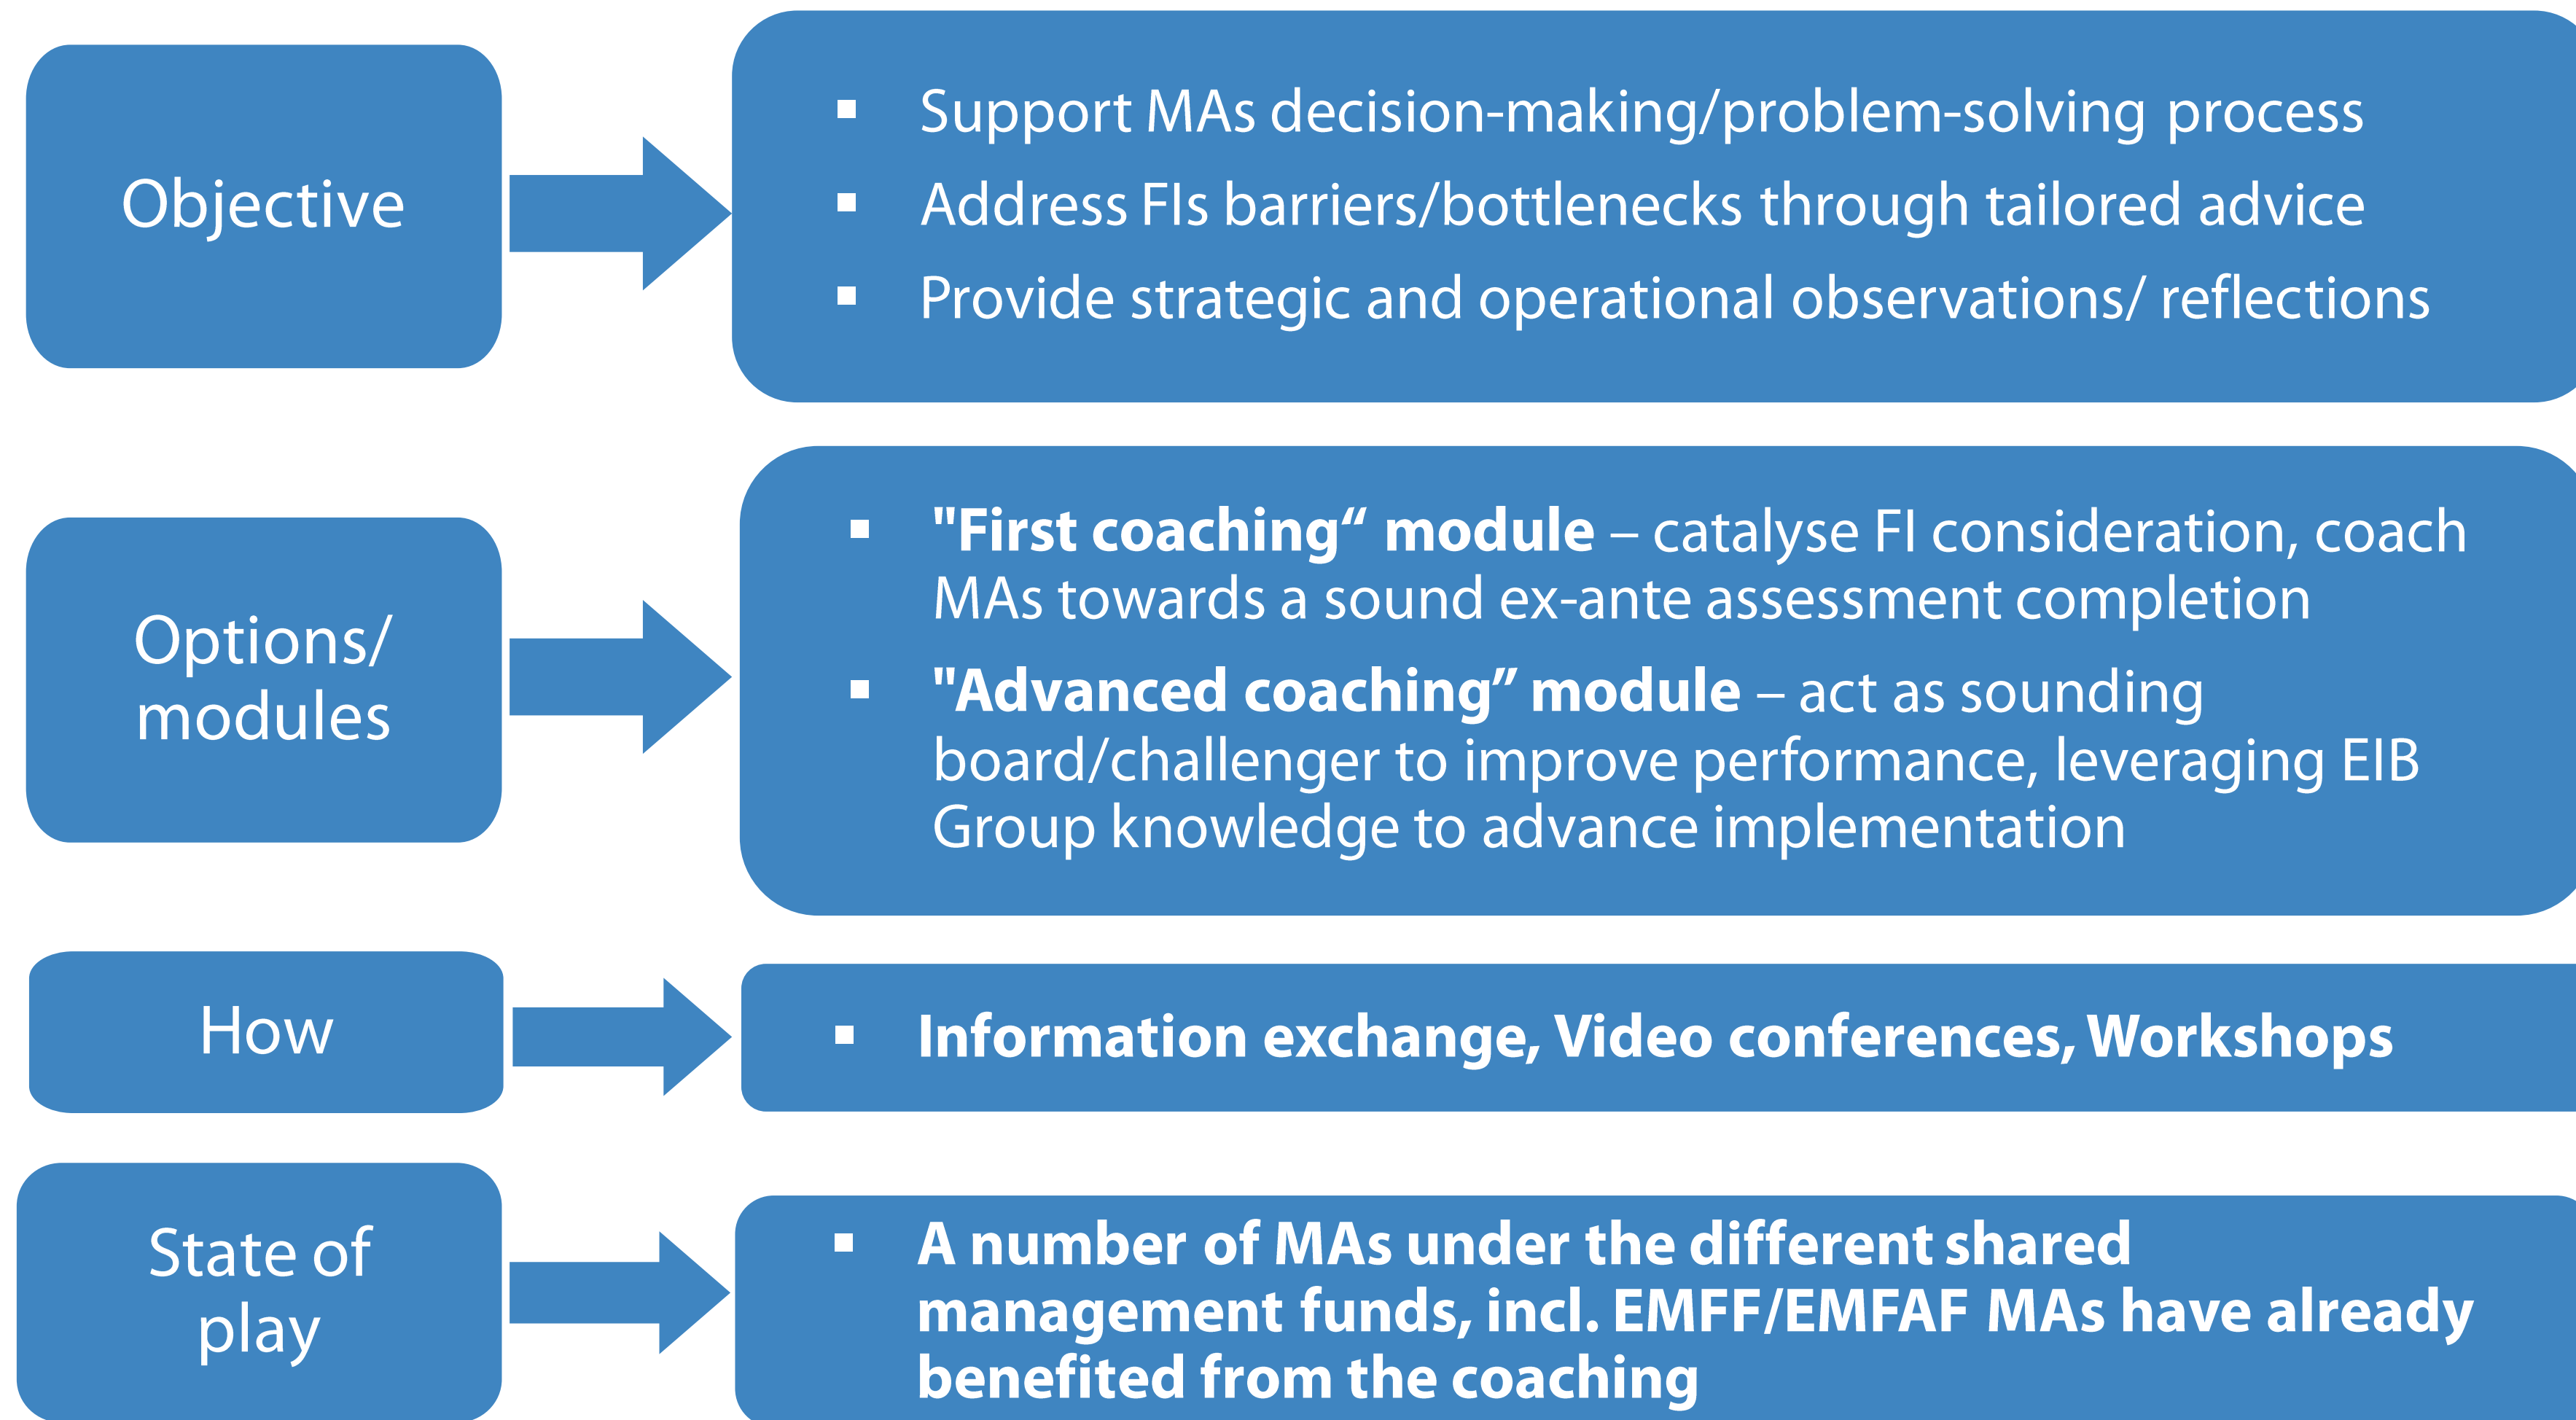 Objective
▪ Support MAs decision-making/problem-solving process
▪ Address FIs barriers/bottlenecks through tailored advice
▪ Provide strategic and operational observations/ reflections
Options/
modules
▪ "First coaching“ module – catalyse FI consideration, coach
MAs towards a sound ex-ante assessment completion
▪ "Advanced coaching” module – act as sounding
board/challenger to improve performance, leveraging EIB
Group knowledge to advance implementation
How
▪ Information exchange, Video conferences, Workshops
State of
play
▪ A number of MAs under the different shared
management funds, incl. EMFF/EMFAF MAs have already
benefited from the coaching